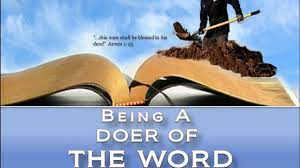 "...this man shall be blessed in his
deed" James 1:25
BEING A
DOER OF
THE WORD